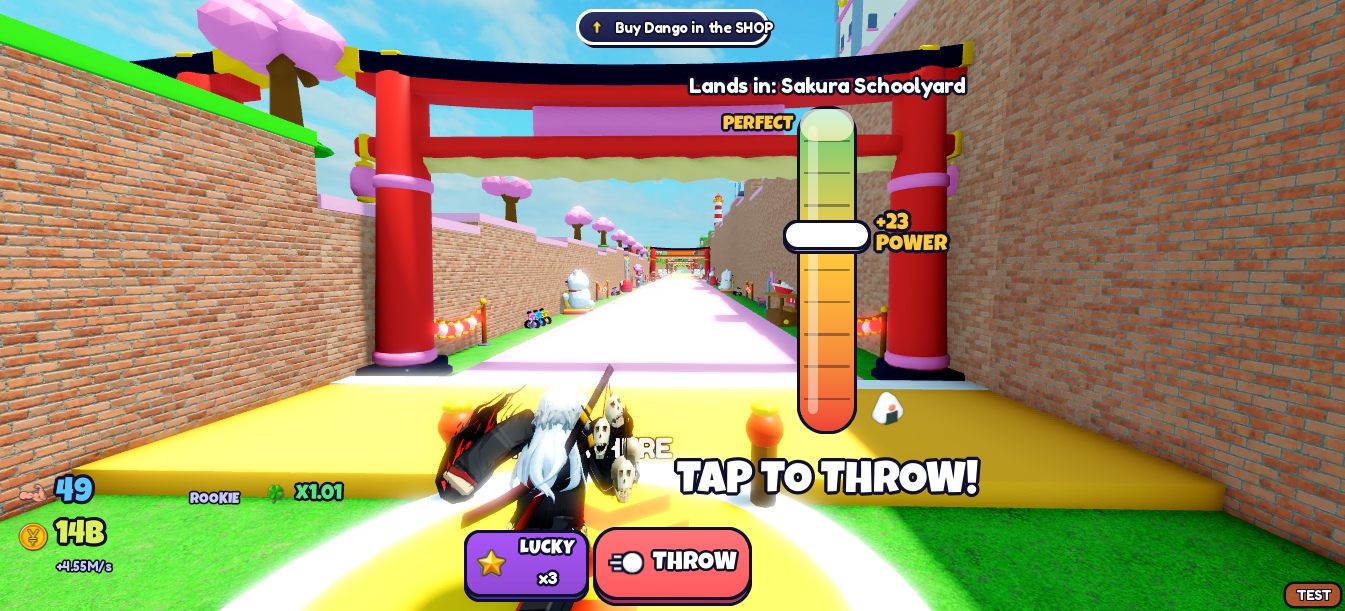 Buy Dango in the SHOP
Lands in: Sakura Schoolyard
PERFECT
+23
POWER
TAP TO THROW!
49
ROOKIE
X1.01
14B
+4.55M/s
LUCKY
x3
THROW
TEST